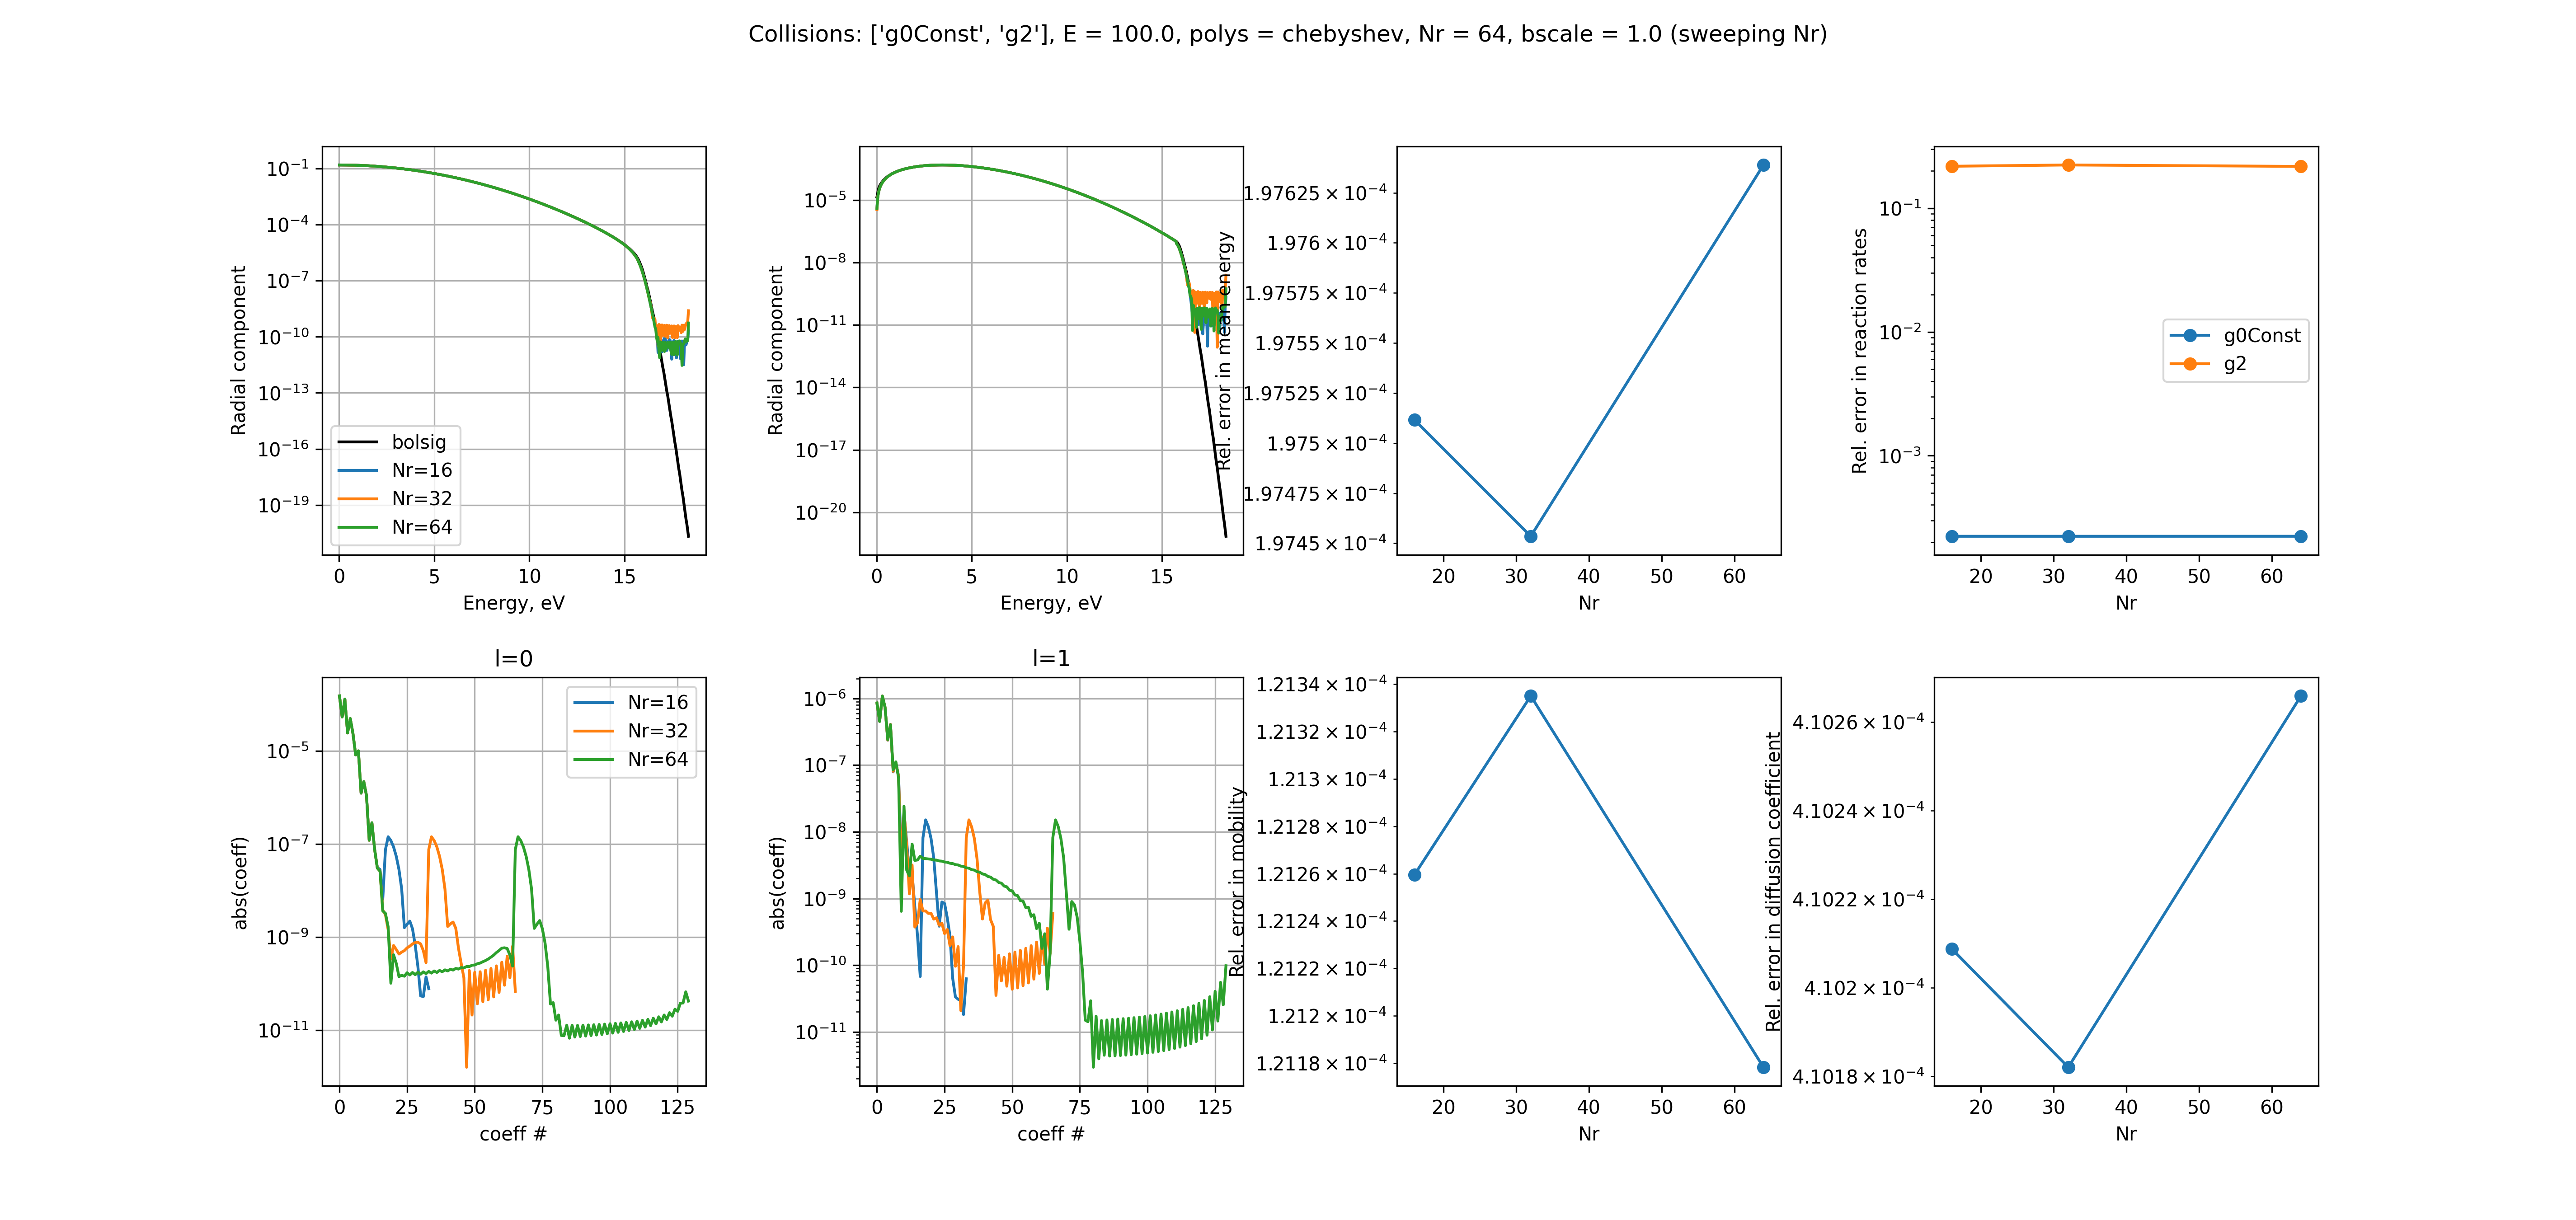 Collisions: ['g0Const', 'g2'], E = 100.0, polys = chebyshev, Nr = 64, bscale = 1.0 (sweeping Nr)
Radial component
10⁻¹
10⁻⁴
10⁻⁷
10⁻¹⁰
10⁻¹³
10⁻¹⁶
10⁻¹⁹
bolsig
Nr=16
Nr=32
Nr=64
0 5 10 15
Energy, eV
Radial component
10⁻⁵
10⁻⁸
10⁻¹¹
10⁻¹⁴
10⁻¹⁷
10⁻²⁰
0 5 10 15
Energy, eV
Rel. error in mean energy
1.97625 × 10⁻⁴
1.976 × 10⁻⁴
1.97575 × 10⁻⁴
1.9755 × 10⁻⁴
1.97525 × 10⁻⁴
1.975 × 10⁻⁴
1.97475 × 10⁻⁴
1.9745 × 10⁻⁴
20 30 40 50 60
Nr
Rel. error in reaction rates
10⁻¹
10⁻²
10⁻³
g0Const
g2
20 30 40 50 60
Nr
l=0
abs(coeff)
10⁻⁵
10⁻⁷
10⁻⁹
10⁻¹¹
Nr=16
Nr=32
Nr=64
0 25 50 75 100 125
coeff #
l=1
abs(coeff)
10⁻⁶
10⁻⁷
10⁻⁸
10⁻⁹
10⁻¹⁰
10⁻¹¹
0 25 50 75 100 125
coeff #
Rel. error in mobility
1.2134 × 10⁻⁴
1.2132 × 10⁻⁴
1.213 × 10⁻⁴
1.2128 × 10⁻⁴
1.2126 × 10⁻⁴
1.2124 × 10⁻⁴
1.2122 × 10⁻⁴
1.212 × 10⁻⁴
1.2118 × 10⁻⁴
20 30 40 50 60
Nr
Rel. error in diffusion coefficient
4.1026 × 10⁻⁴
4.1024 × 10⁻⁴
4.1022 × 10⁻⁴
4.102 × 10⁻⁴
4.1018 × 10⁻⁴
20 30 40 50 60
Nr